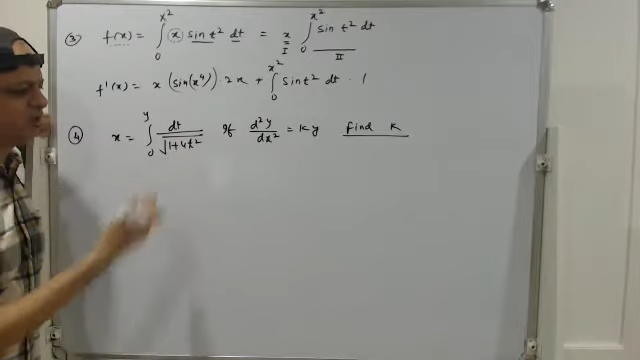 ③ f(x) = ∫₀^{x²} x sin t² dt = x ∫₀^{x²} sin t² dt
I II
f'(x) = x (sin(x⁴)) · 2x + ∫₀^{x²} sin t² dt · 1
④ x = ∫₀^y dt/√(1+4t²) If d²y/dx² = ky find k